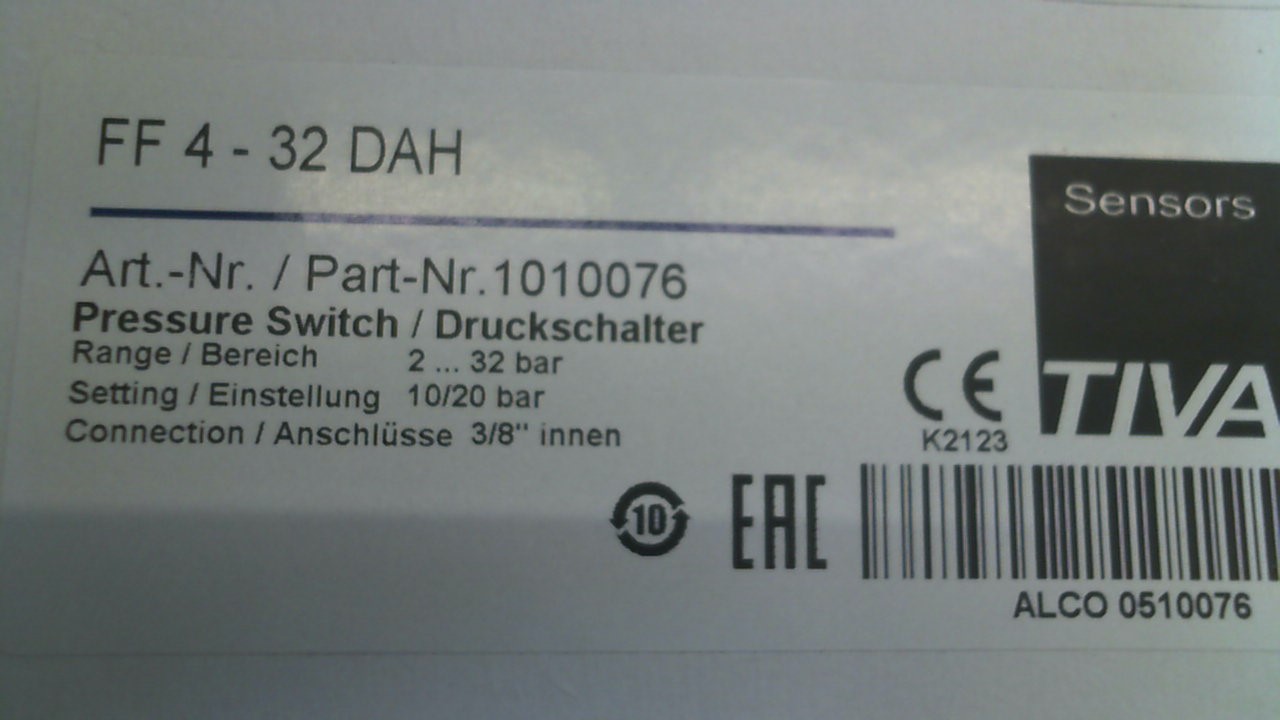 FF 4 - 32 DAH
Sensors
Art.-Nr. / Part-Nr.1010076
Pressure Switch / Druckschalter
Range / Bereich 2 ... 32 bar
Setting / Einstellung 10/20 bar
Connection / Anschlüsse 3/8" innen
CE
TIVA
K2123
10
EAC
ALCO 0510076